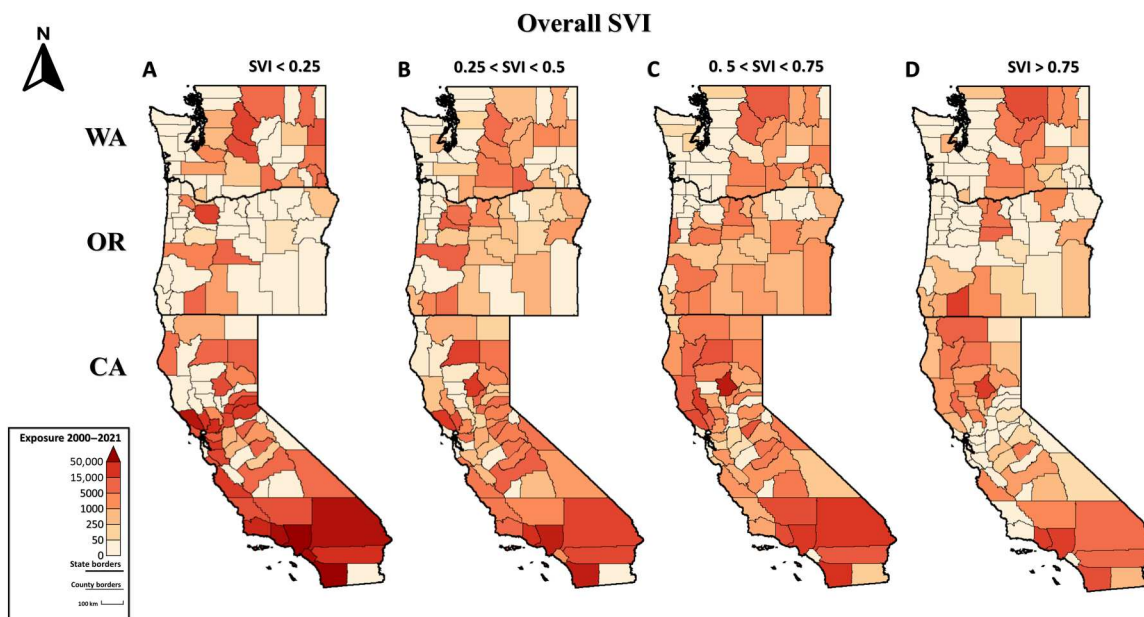 Overall SVI
N
A SVI < 0.25
B 0.25 < SVI < 0.5
C 0. 5 < SVI < 0.75
D SVI > 0.75
WA
OR
CA
Exposure 2000–2021
50,000
15,000
5000
1000
250
50
0
State borders
County borders
100 km